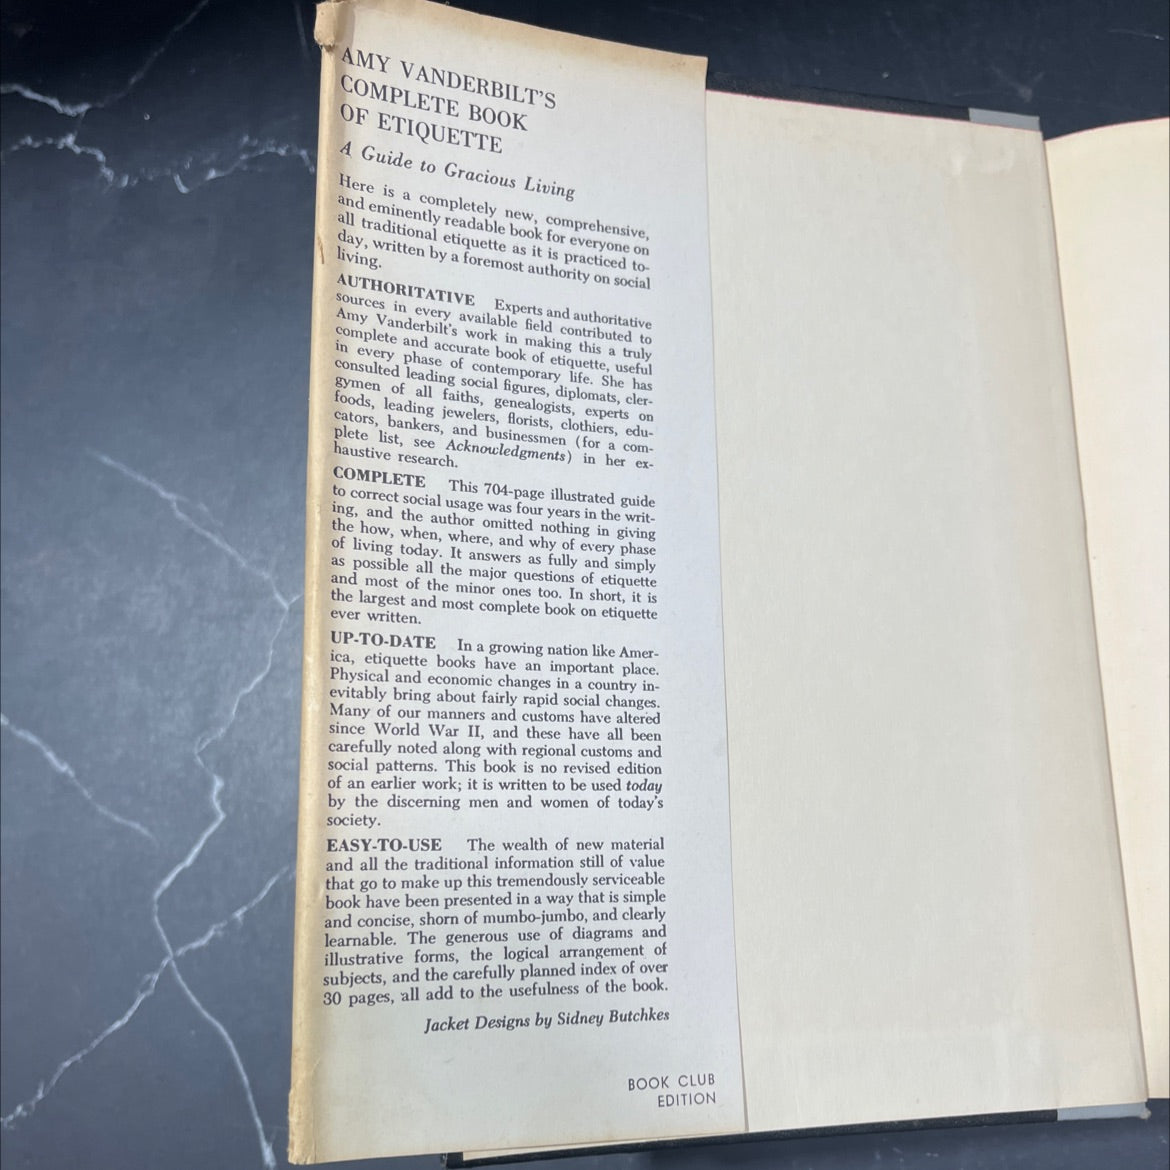 AMY VANDERBILT'S
COMPLETE BOOK
OF ETIQUETTE
A Guide to Gracious Living
Here is a completely new, comprehensive,
and eminently readable book for everyone on
all traditional etiquette as it is practiced to-
day, written by a foremost authority on social
living.
AUTHORITATIVE Experts and authoritative
sources in every available field contributed to
Amy Vanderbilt's work in making this a truly
complete and accurate book of etiquette, useful
in every phase of contemporary life. She has
consulted leading social figures, diplomats, cler-
gymen of all faiths, genealogists, experts on
foods, leading jewelers, florists, clothiers, edu-
cators, bankers, and businessmen (for a com-
plete list, see Acknowledgments) in her ex-
haustive research.
COMPLETE This 704-page illustrated guide
to correct social usage was four years in the writ-
ing, and the author omitted nothing in giving
the how, when, where, and why of every phase
of living today. It answers as fully and simply
as possible all the major questions of etiquette
and most of the minor ones too. In short, it is
the largest and most complete book on etiquette
ever written.
UP-TO-DATE In a growing nation like Amer-
ica, etiquette books have an important place.
Physical and economic changes in a country in-
evitably bring about fairly rapid social changes.
Many of our manners and customs have altered
since World War II, and these have all been
carefully noted along with regional customs and
social patterns. This book is no revised edition
of an earlier work; it is written to be used today
by the discerning men and women of today's
society.
EASY-TO-USE The wealth of new material
and all the traditional information still of value
that go to make up this tremendously serviceable
book have been presented in a way that is simple
and concise, shorn of mumbo-jumbo, and clearly
learnable. The generous use of diagrams and
illustrative forms, the logical arrangement of
subjects, and the carefully planned index of over
30 pages, all add to the usefulness of the book.
Jacket Designs by Sidney Butchkes
BOOK CLUB
EDITION